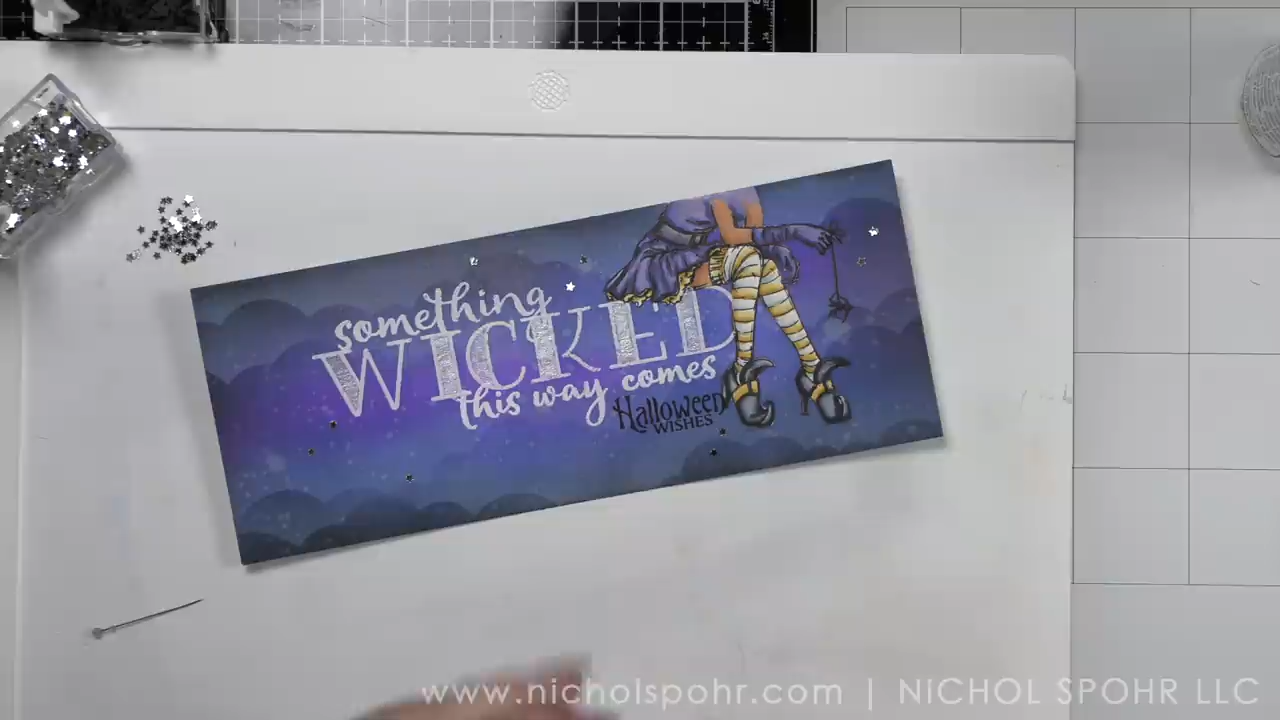 something
WICKED
this way comes
Halloween
WISHES
www.nicholspohr.com | NICHOL SPOHR LLC